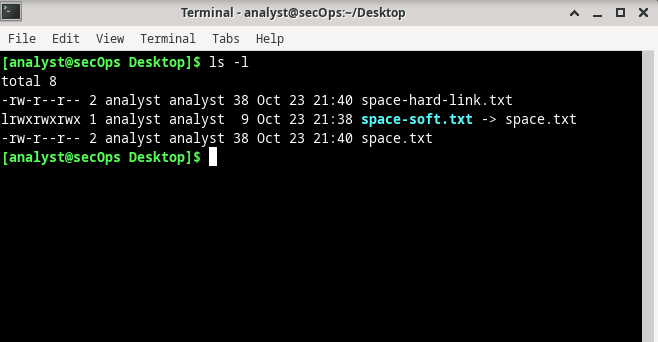 Terminal - analyst@secOps:~/Desktop
File Edit View Terminal Tabs Help
[analyst@secOps Desktop]$ ls -l
total 8
-rw-r--r-- 2 analyst analyst 38 Oct 23 21:40 space-hard-link.txt
lrwxrwxrwx 1 analyst analyst  9 Oct 23 21:38 space-soft.txt -> space.txt
-rw-r--r-- 2 analyst analyst 38 Oct 23 21:40 space.txt
[analyst@secOps Desktop]$